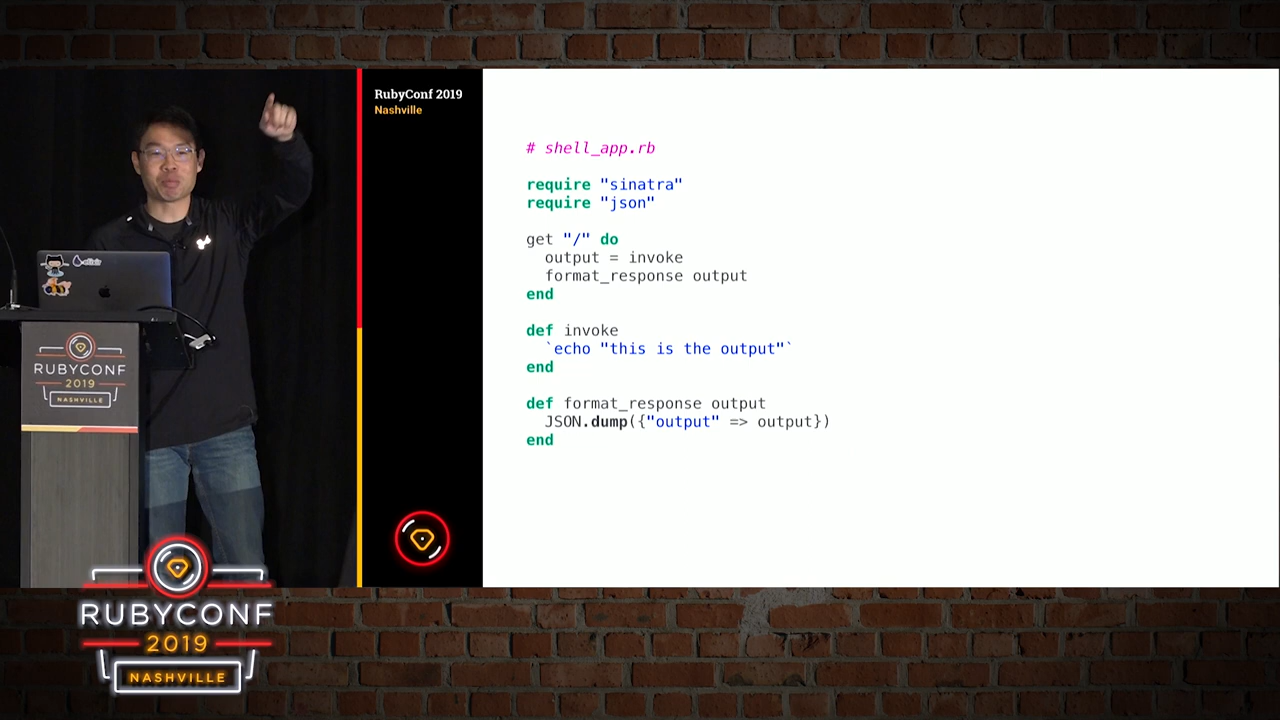 RubyConf 2019
Nashville
# shell_app.rb
require "sinatra"
require "json"
get "/" do
  output = invoke
  format_response output
end
def invoke
  `echo "this is the output"`
end
def format_response output
  JSON.dump({"output" => output})
end
elixir
RUBYCONF
2019
NASHVILLE
RUBYCONF
2019
NASHVILLE